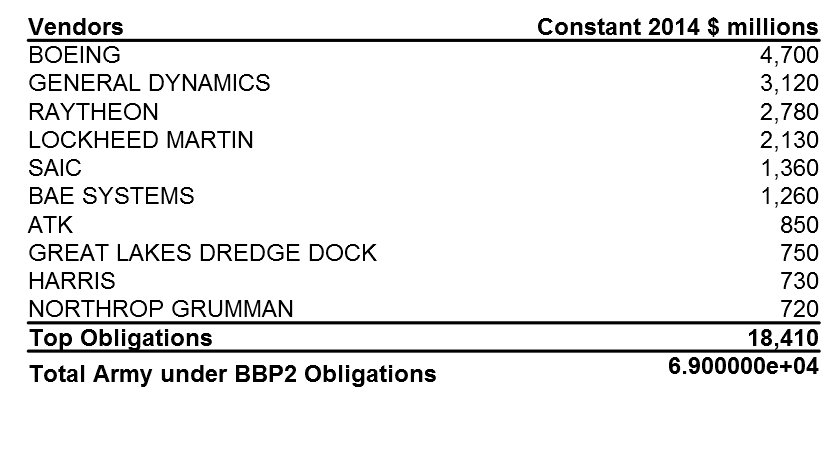 Vendors Constant 2014 $ millions
BOEING 4,700
GENERAL DYNAMICS 3,120
RAYTHEON 2,780
LOCKHEED MARTIN 2,130
SAIC 1,360
BAE SYSTEMS 1,260
ATK 850
GREAT LAKES DREDGE DOCK 750
HARRIS 730
NORTHROP GRUMMAN 720
Top Obligations 18,410
Total Army under BBP2 Obligations 6.900000e+04